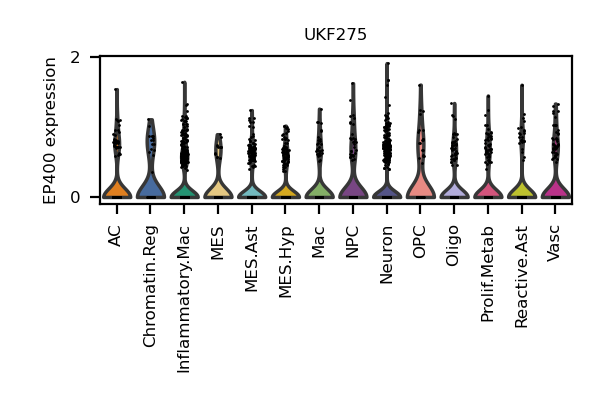 UKF275
EP400 expression
2
0
AC
Chromatin.Reg
Inflammatory.Mac
MES
MES.Ast
MES.Hyp
Mac
NPC
Neuron
OPC
Oligo
Prolif.Metab
Reactive.Ast
Vasc